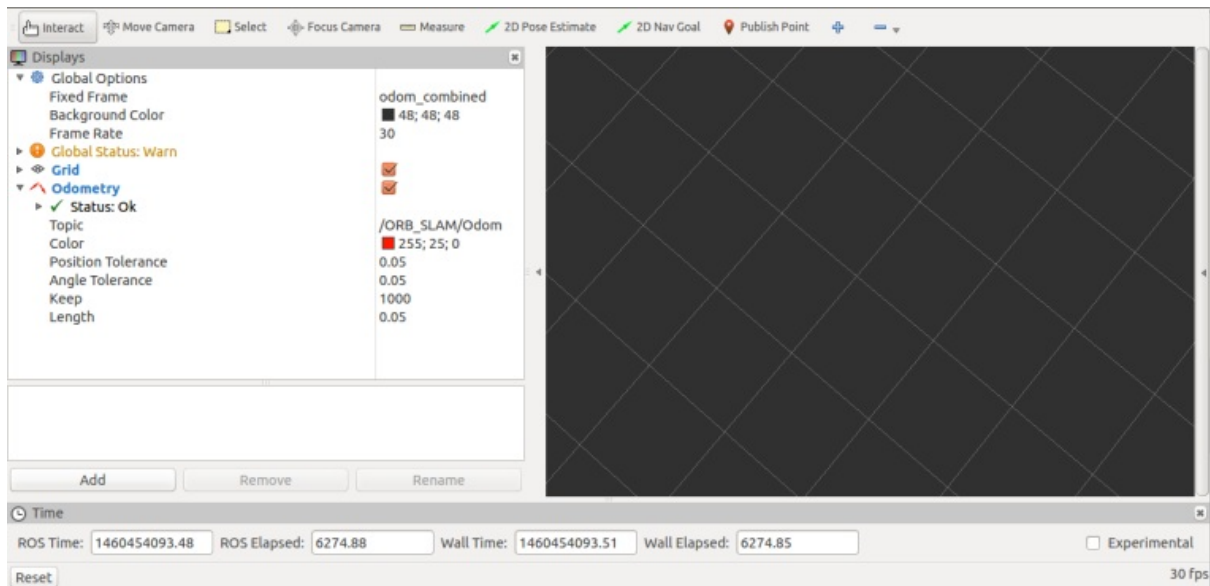 Interact Move Camera Select Focus Camera Measure 2D Pose Estimate 2D Nav Goal Publish Point
Displays
Global Options
Fixed Frame odom_combined
Background Color 48; 48; 48
Frame Rate 30
Global Status: Warn
Grid
Odometry
Status: Ok
Topic /ORB_SLAM/Odom
Color 255; 25; 0
Position Tolerance 0.05
Angle Tolerance 0.05
Keep 1000
Length 0.05
Add Remove Rename
Time
ROS Time: 1460454093.48 ROS Elapsed: 6274.88 Wall Time: 1460454093.51 Wall Elapsed: 6274.85 Experimental
Reset 30 fps